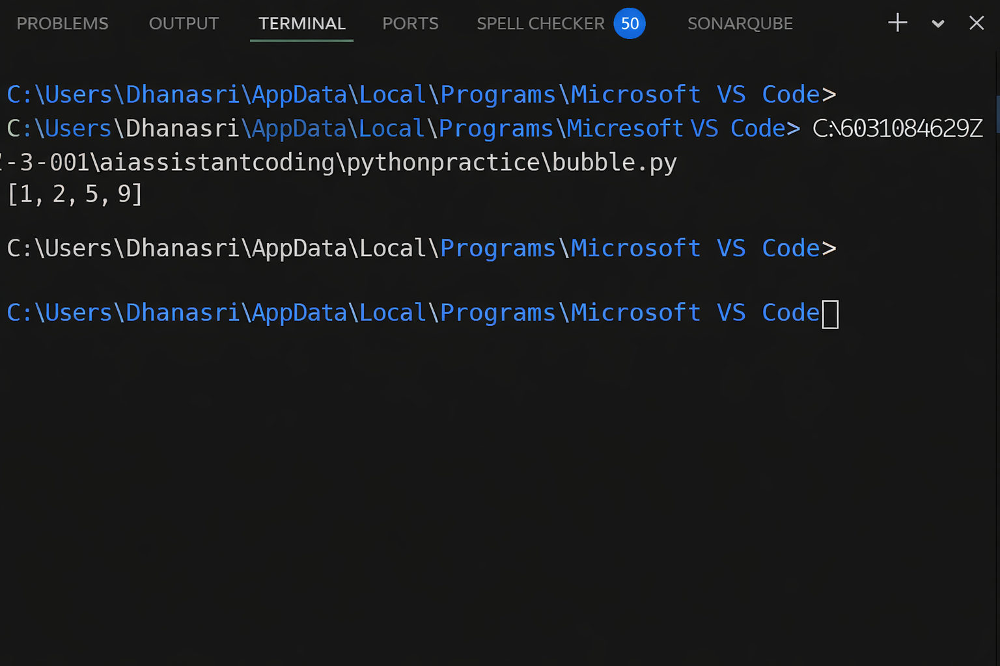 PROBLEMS OUTPUT TERMINAL PORTS SPELL CHECKER 50 SONARQUBE
C:\Users\Dhanasri\AppData\Local\Programs\Microsoft VS Code>
C:\Users\Dhanasri\AppData\Local\Programs\Micresoft VS Code> C:\6031084629Z
-3-001\aiassistantcoding\pythonpractice\bubble.py
[1, 2, 5, 9]
C:\Users\Dhanasri\AppData\Local\Programs\Microsoft VS Code>
C:\Users\Dhanasri\AppData\Local\Programs\Microsoft VS Code